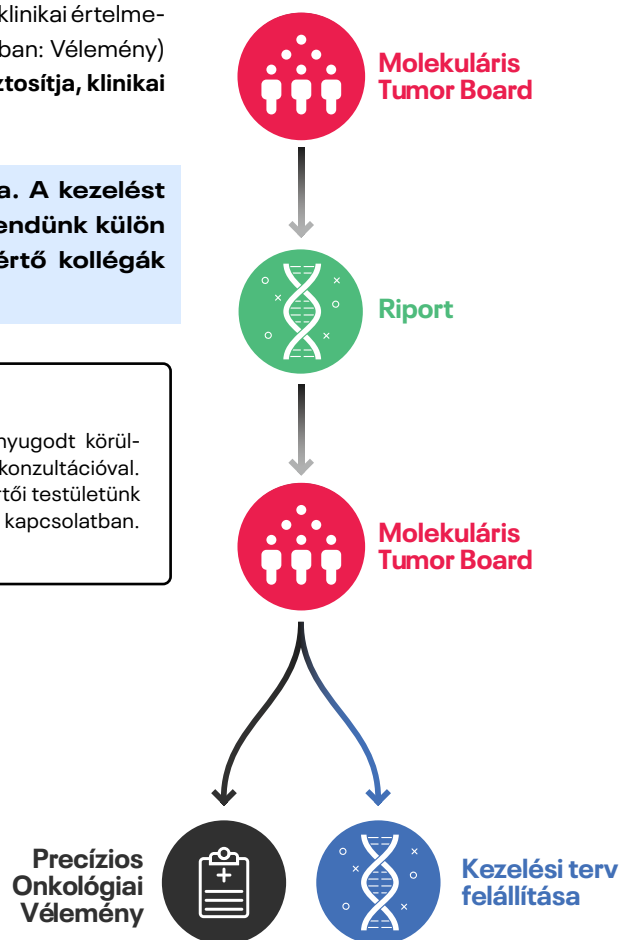 klinikai értelme-
ban: Vélemény)
ztosítja, klinikai
a. A kezelést
endünk külön
értő kollégák
nyugodt körül-
konzultációval.
rtői testületünk
kapcsolatban.
Molekuláris
Tumor Board
Riport
Molekuláris
Tumor Board
Precíziós
Onkológiai
Vélemény
Kezelési terv
felállítása